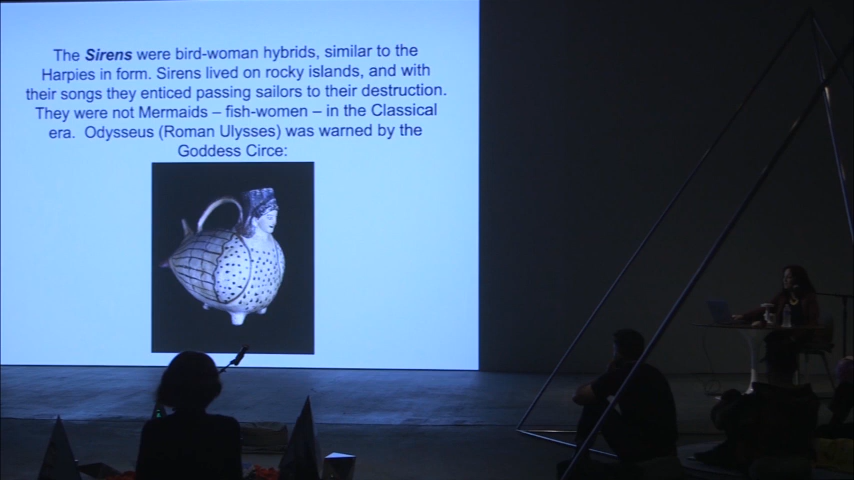 The Sirens were bird-woman hybrids, similar to the
Harpies in form. Sirens lived on rocky islands, and with
their songs they enticed passing sailors to their destruction.
They were not Mermaids – fish-women – in the Classical
era.  Odysseus (Roman Ulysses) was warned by the
Goddess Circe: